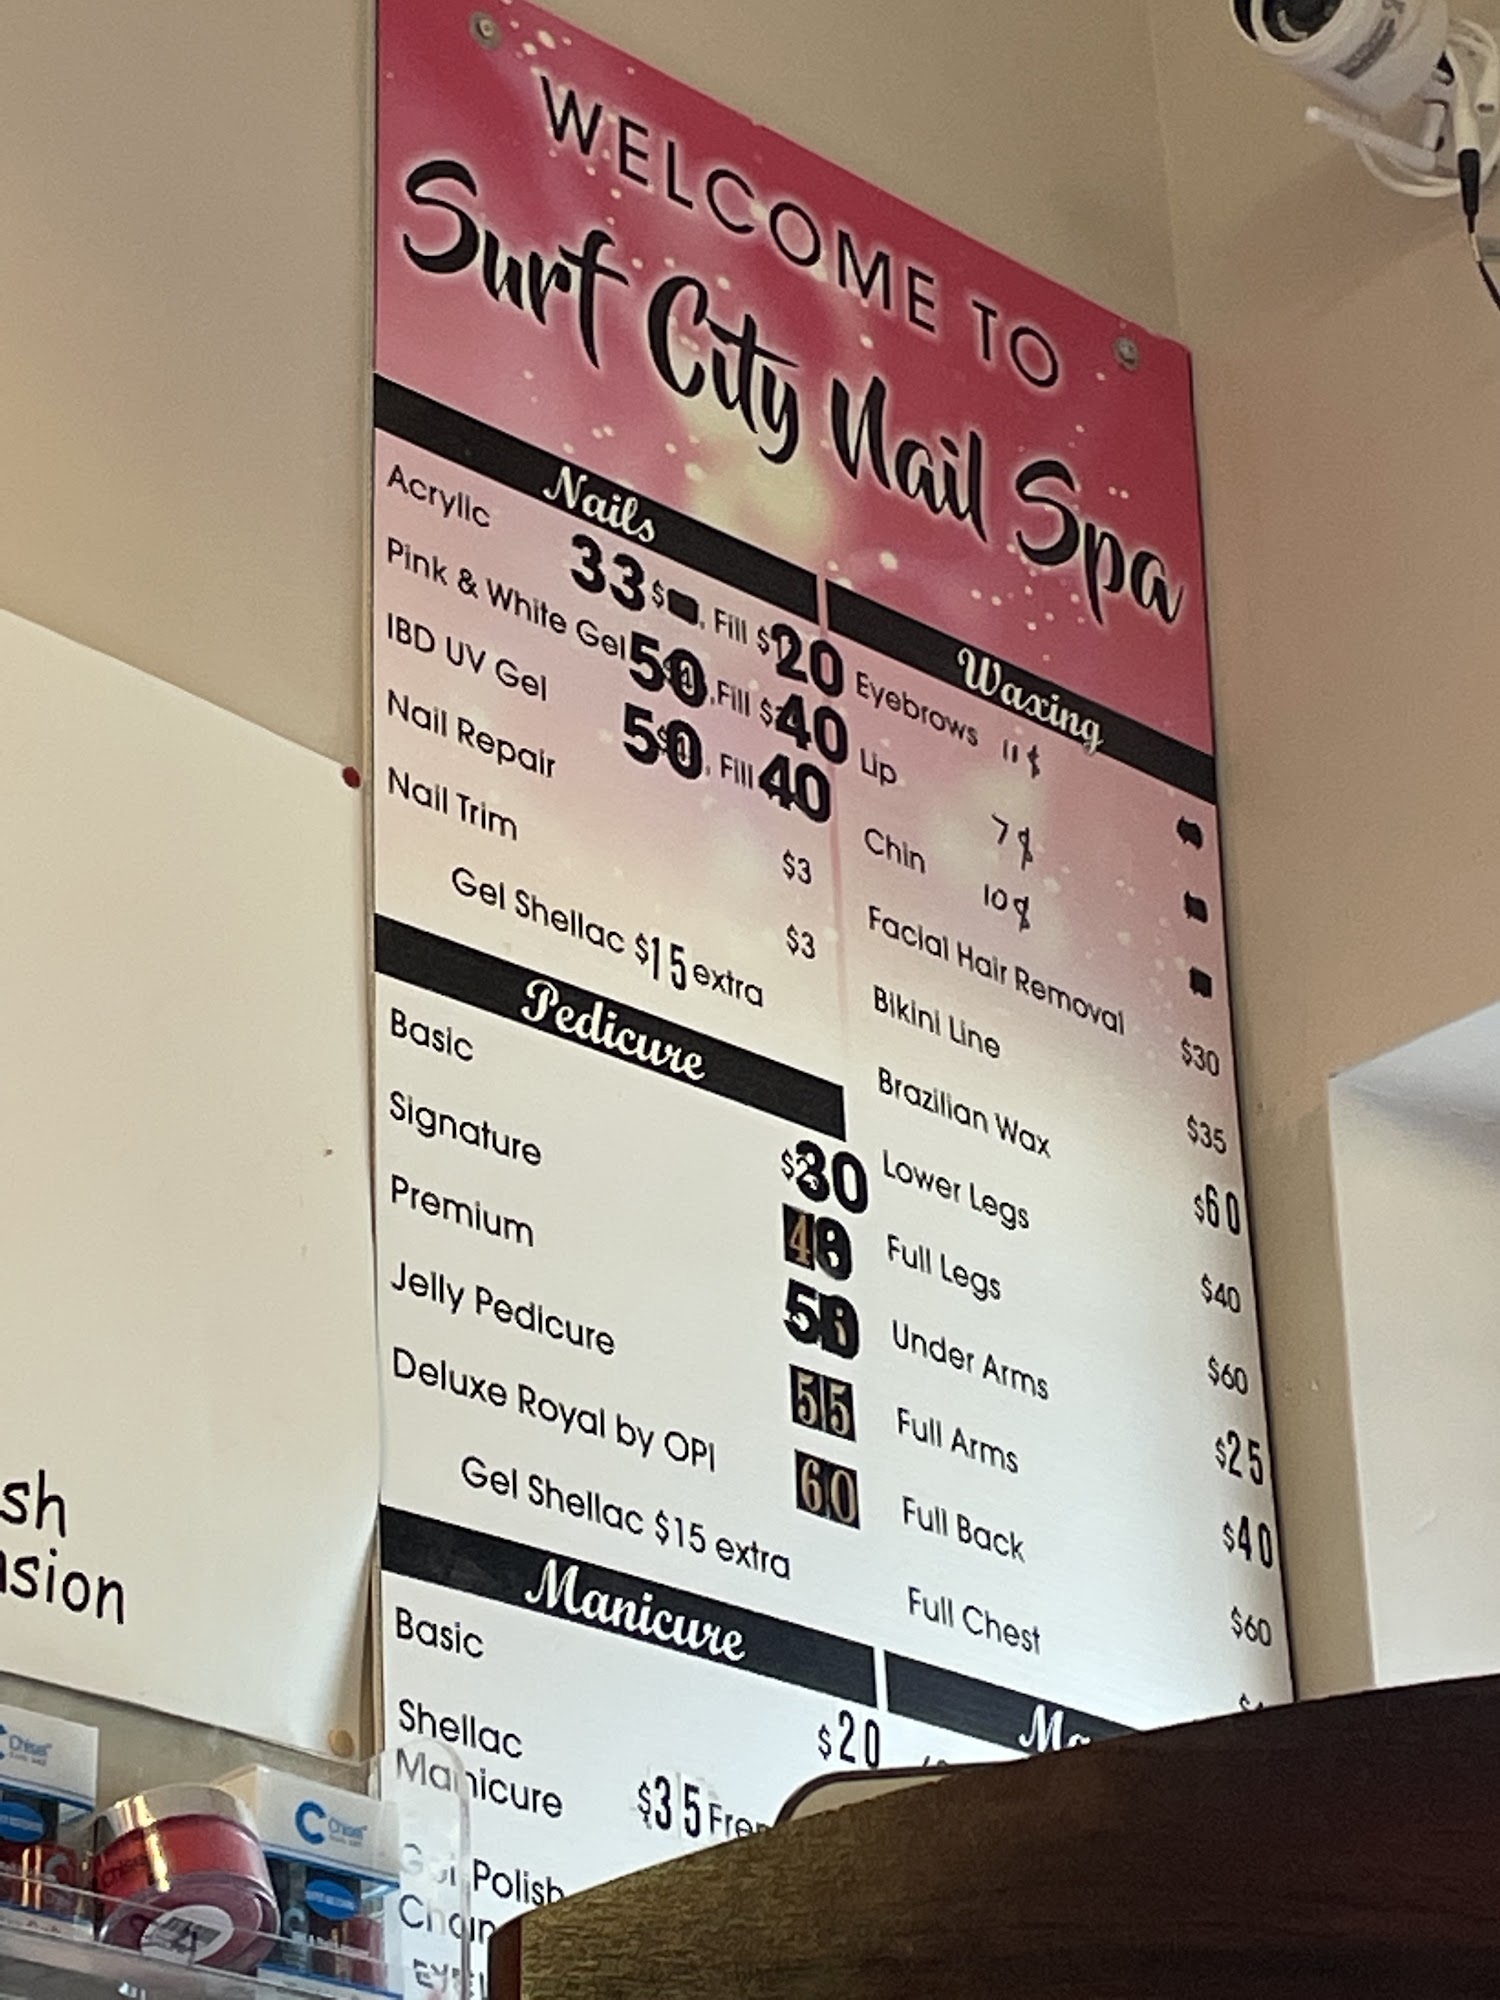 WELCOME TO
Surf City Nail Spa
Nails
Acrylic 33 $ , Fill $20
Pink & White Gel 50, Fill $40
IBD UV Gel 50, Fill 40
Nail Repair $3
Nail Trim $3
Gel Shellac $15 extra
Pedicure
Basic $30
Signature
Premium
Jelly Pedicure 55
Deluxe Royal by OPI 60
Gel Shellac $15 extra
Manicure
Basic $20
Shellac
Manicure $35
Polish
Waxing
Eyebrows 11$
Lip 7$
Chin 10$
Facial Hair Removal $30
Bikini Line $35
Brazilian Wax $60
Lower Legs $40
Full Legs $60
Under Arms $25
Full Arms $40
Full Back $60
Full Chest
sh
sion
Chisel